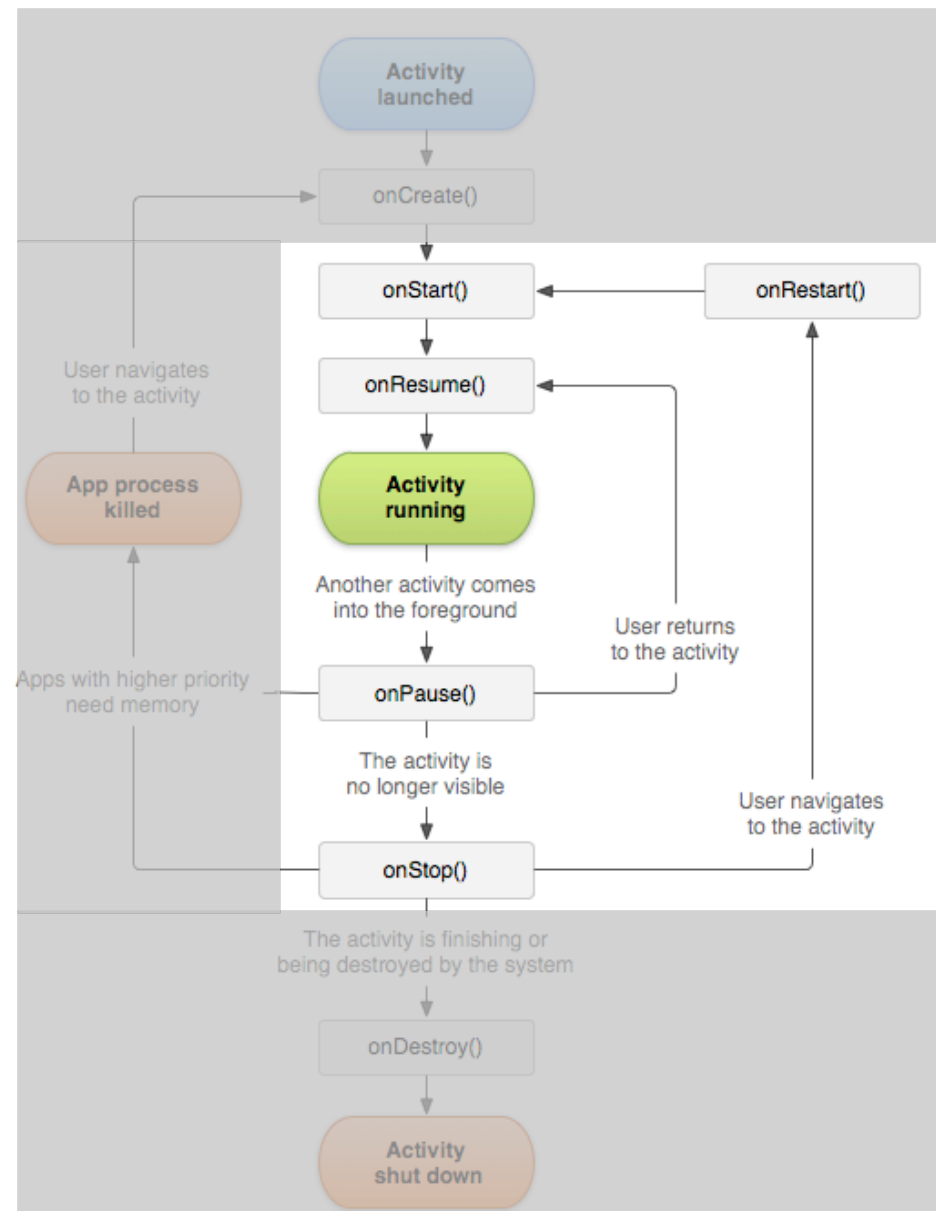 Activity
launched
onCreate()
onStart()
onRestart()
User navigates
to the activity
onResume()
App process
killed
Activity
running
Another activity comes
into the foreground
User returns
to the activity
Apps with higher priority
need memory
onPause()
The activity is
no longer visible
User navigates
to the activity
onStop()
The activity is finishing or
being destroyed by the system
onDestroy()
Activity
shut down